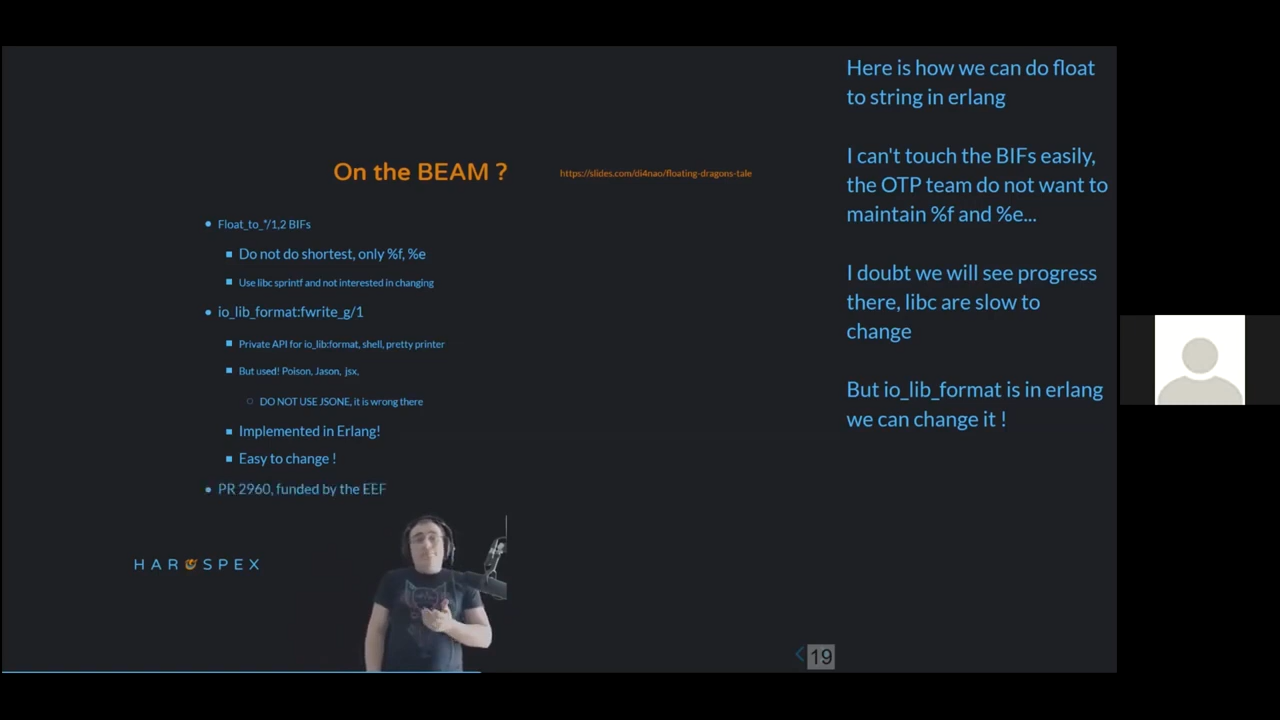 On the BEAM ?
https://slides.com/di4nao/floating-dragons-tale
Float_to_*/1,2 BIFs
Do not do shortest, only %f, %e
Use libc sprintf and not interested in changing
io_lib_format:fwrite_g/1
Private API for io_lib:format, shell, pretty printer
But used! Poison, Jason, jsx,
DO NOT USE JSONE, it is wrong there
Implemented in Erlang!
Easy to change !
PR 2960, funded by the EEF
HAROSPEX
19
Here is how we can do float
to string in erlang
I can't touch the BIFs easily,
the OTP team do not want to
maintain %f and %e...
I doubt we will see progress
there, libc are slow to
change
But io_lib_format is in erlang
we can change it !